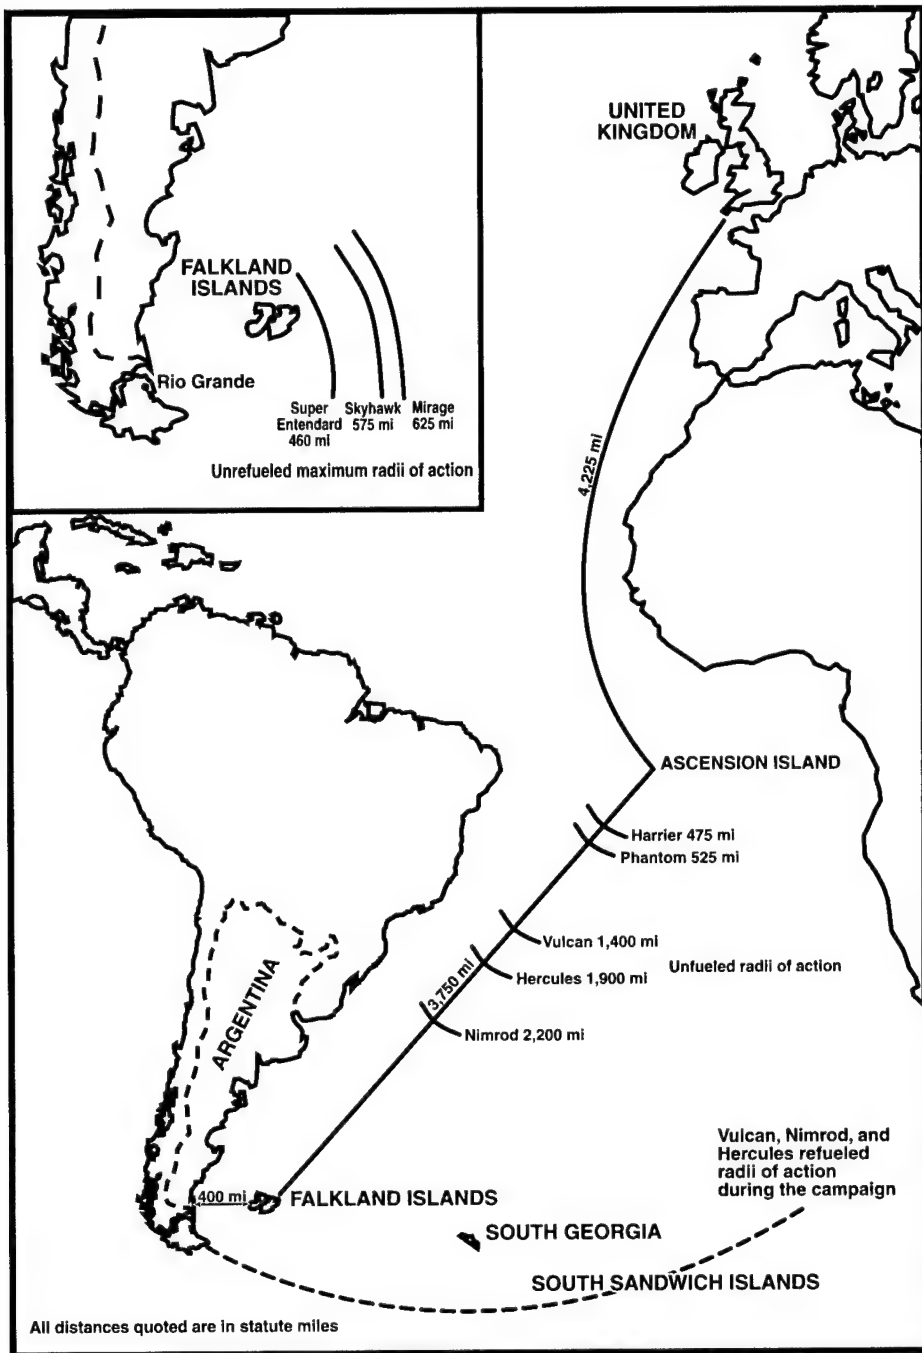 UNITED
KINGDOM
FALKLAND
ISLANDS
Rio Grande
Super
Entendard
460 mi
Skyhawk
575 mi
Mirage
625 mi
Unrefueled maximum radii of action
4,225 mi
ASCENSION ISLAND
Harrier 475 mi
Phantom 525 mi
Vulcan 1,400 mi
Unfueled radii of action
Hercules 1,900 mi
3,750 mi
Nimrod 2,200 mi
ARGENTINA
Vulcan, Nimrod, and
Hercules refueled
radii of action
during the campaign
400 mi
FALKLAND ISLANDS
SOUTH GEORGIA
SOUTH SANDWICH ISLANDS
All distances quoted are in statute miles